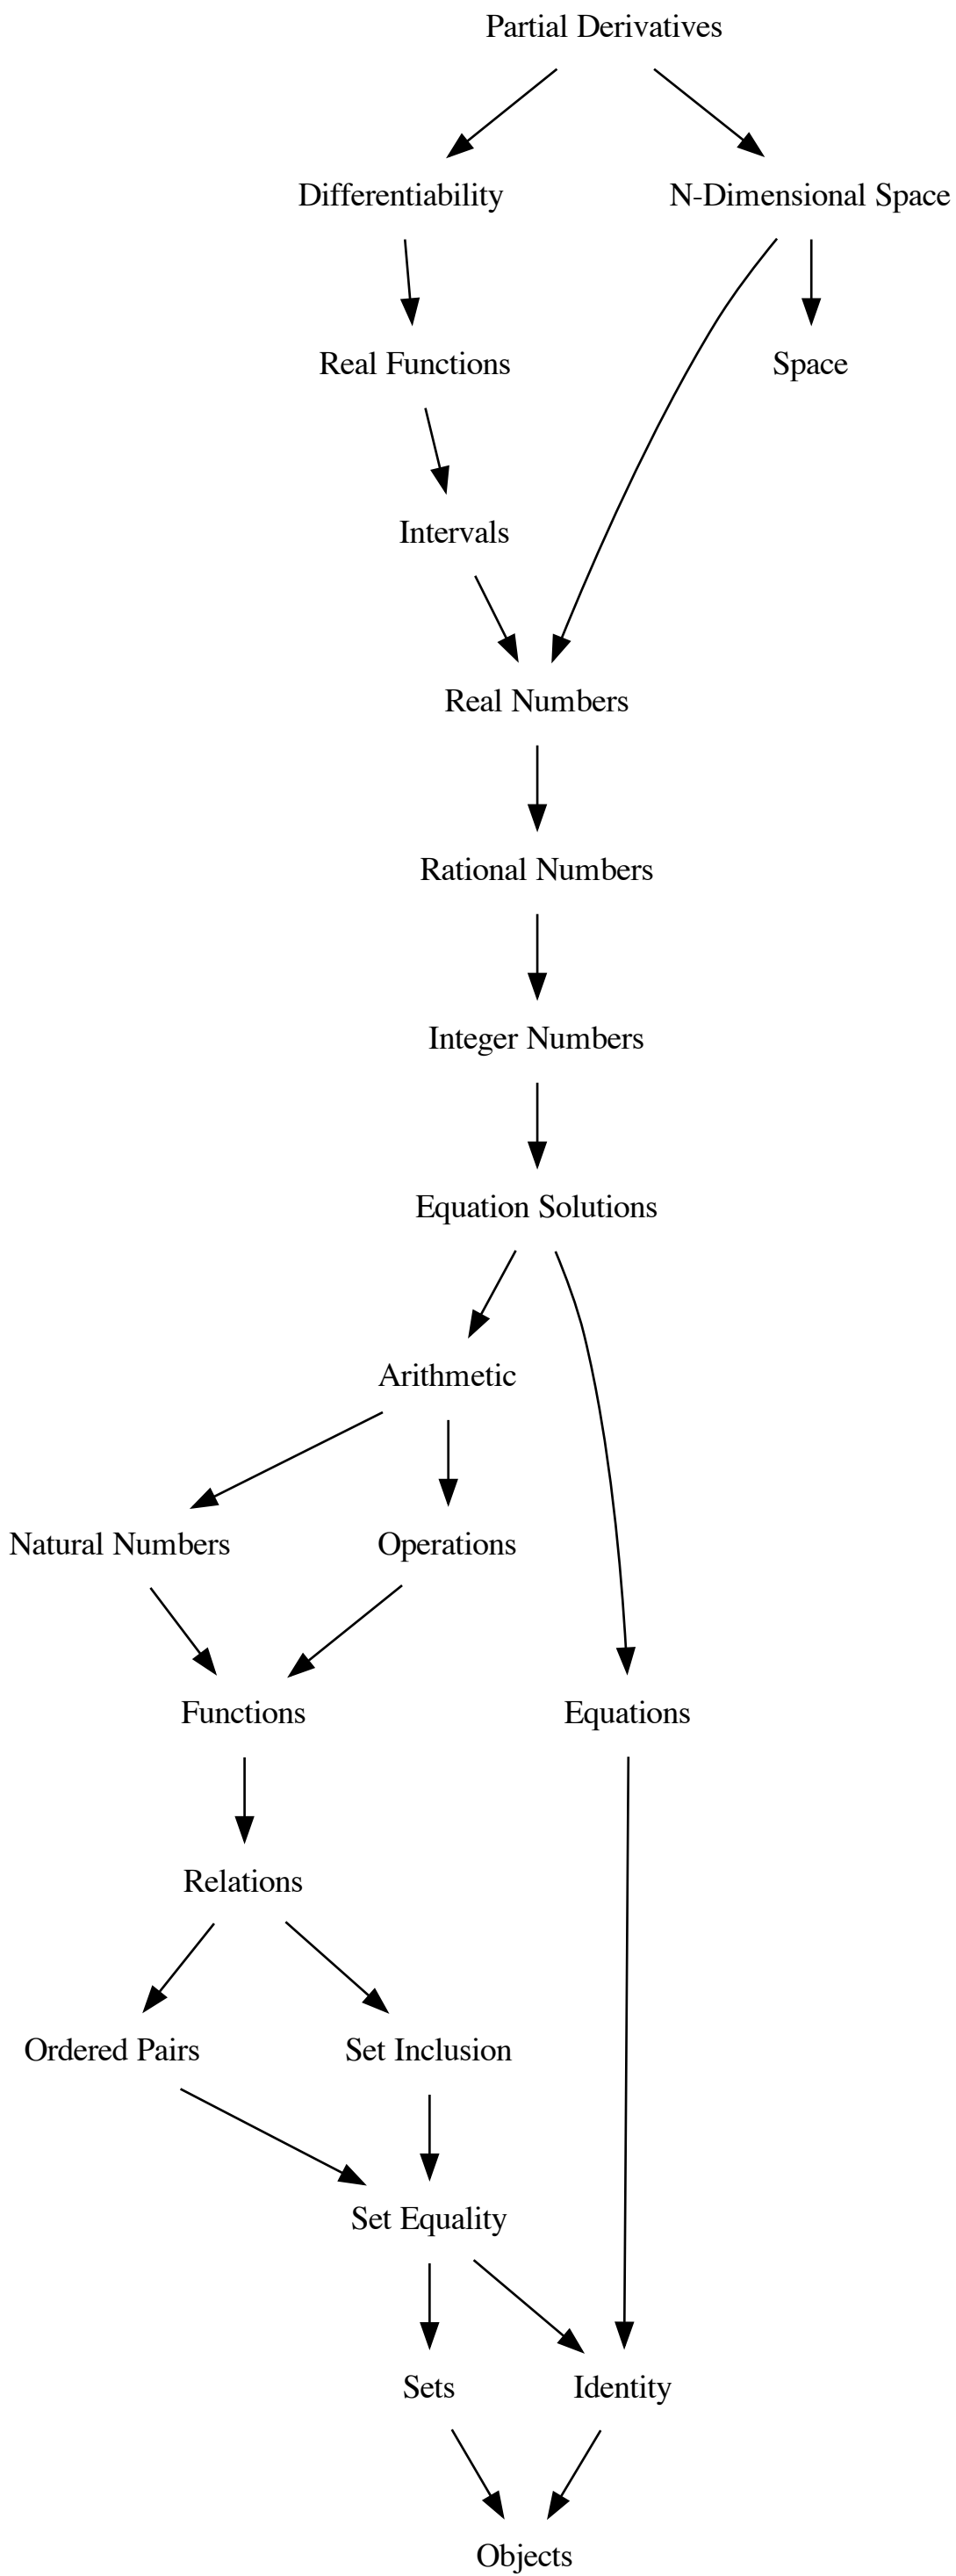 Partial Derivatives
Differentiability
N-Dimensional Space
Real Functions
Space
Intervals
Real Numbers
Rational Numbers
Integer Numbers
Equation Solutions
Arithmetic
Natural Numbers
Operations
Functions
Equations
Relations
Ordered Pairs
Set Inclusion
Set Equality
Sets
Identity
Objects